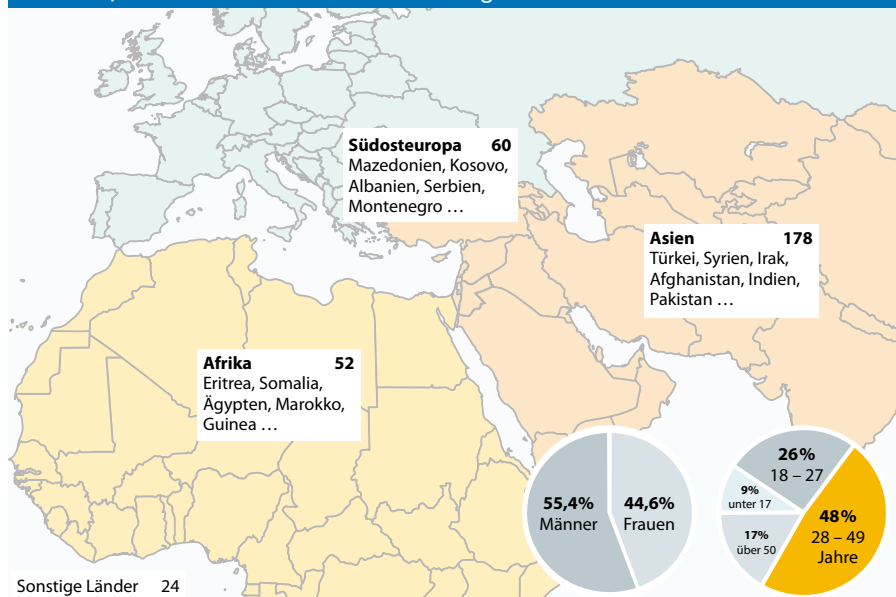 Südosteuropa 60
Mazedonien, Kosovo,
Albanien, Serbien,
Montenegro …
Asien 178
Türkei, Syrien, Irak,
Afghanistan, Indien,
Pakistan …
Afrika 52
Eritrea, Somalia,
Ägypten, Marokko,
Guinea …
55,4%
Männer
44,6%
Frauen
26%
18 – 27
9%
unter 17
17%
über 50
48%
28 – 49
Jahre
Sonstige Länder 24